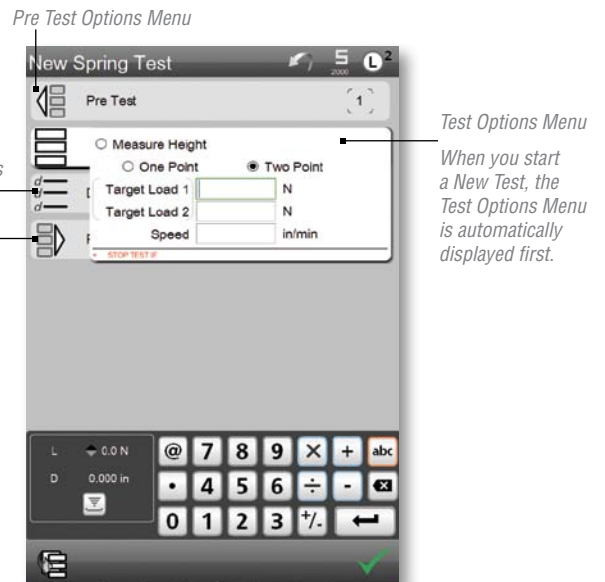 Pre Test Options Menu
New Spring Test
S
2000
L2
Pre Test
1
Measure Height
One Point
Two Point
Target Load 1
N
Target Load 2
N
Speed
in/min
STOP TEST IF
Test Options Menu
When you start
a New Test, the
Test Options Menu
is automatically
displayed first.
s
d
d
d
L
0.0 N
D
0.000 in
@ 7 8 9 × + abc
• 4 5 6 ÷ -
0 1 2 3 +/-